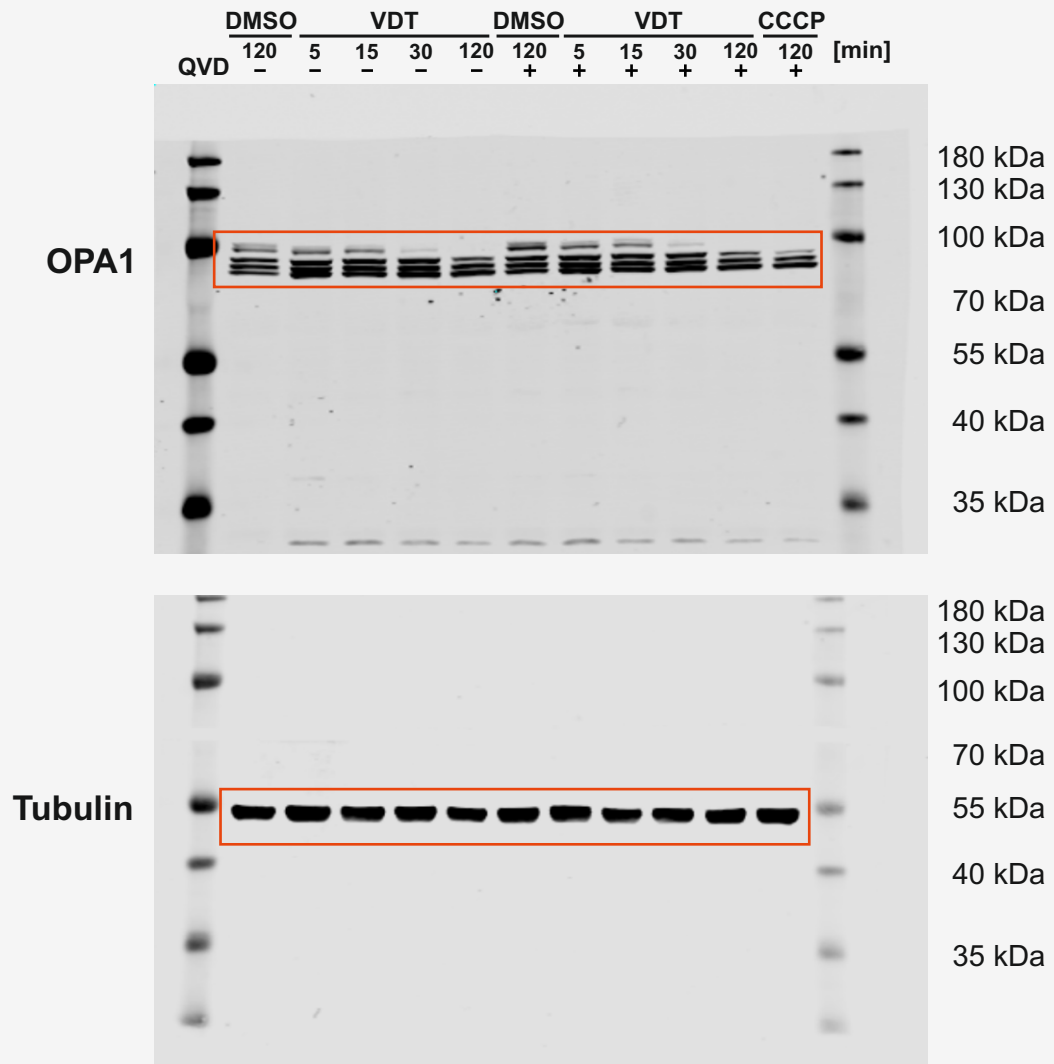 DMSO VDT DMSO VDT CCCP
120 5 15 30 120 120 5 15 30 120 120 [min]
QVD – – – – – + + + + + +
180 kDa
130 kDa
100 kDa
OPA1
70 kDa
55 kDa
40 kDa
35 kDa
180 kDa
130 kDa
100 kDa
70 kDa
Tubulin 55 kDa
40 kDa
35 kDa